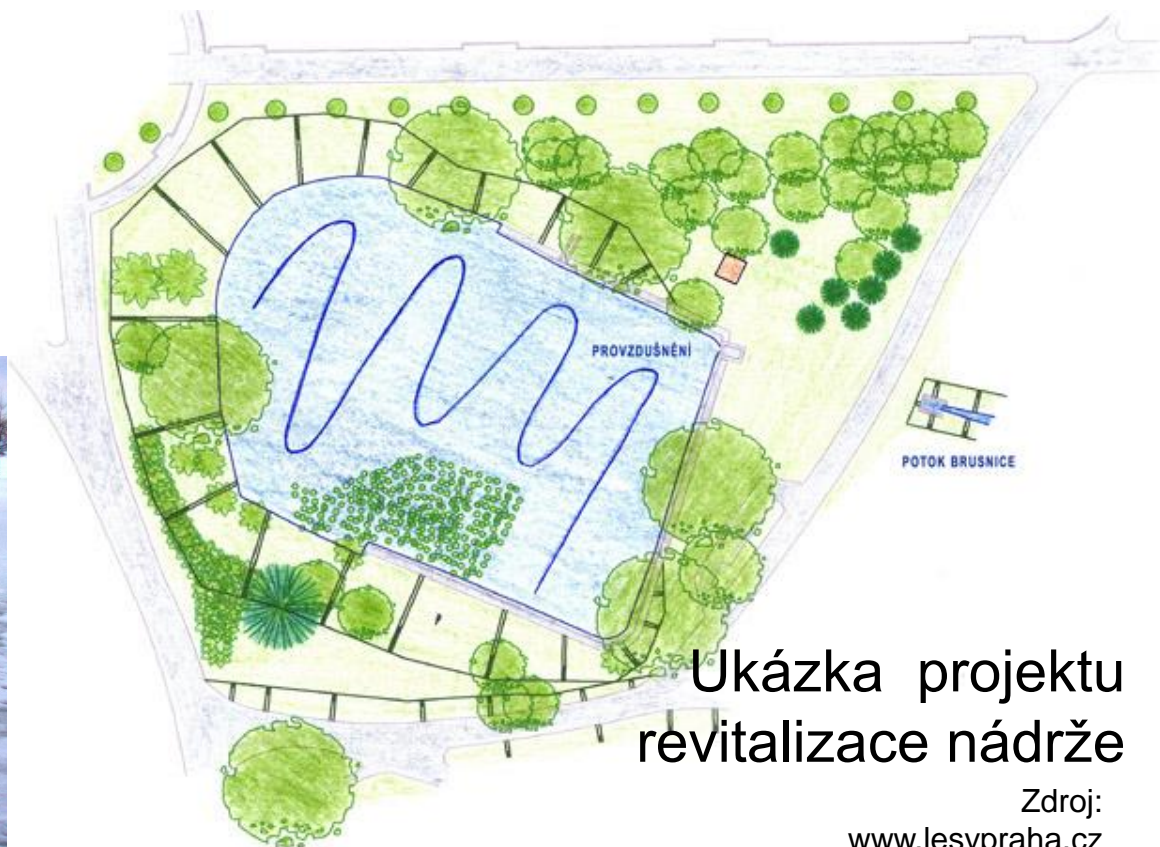 PROVZDUŠNĚNÍ
POTOK BRUSNICE
Ukázka projektu
revitalizace nádrže
Zdroj:
www.lesypraha.cz